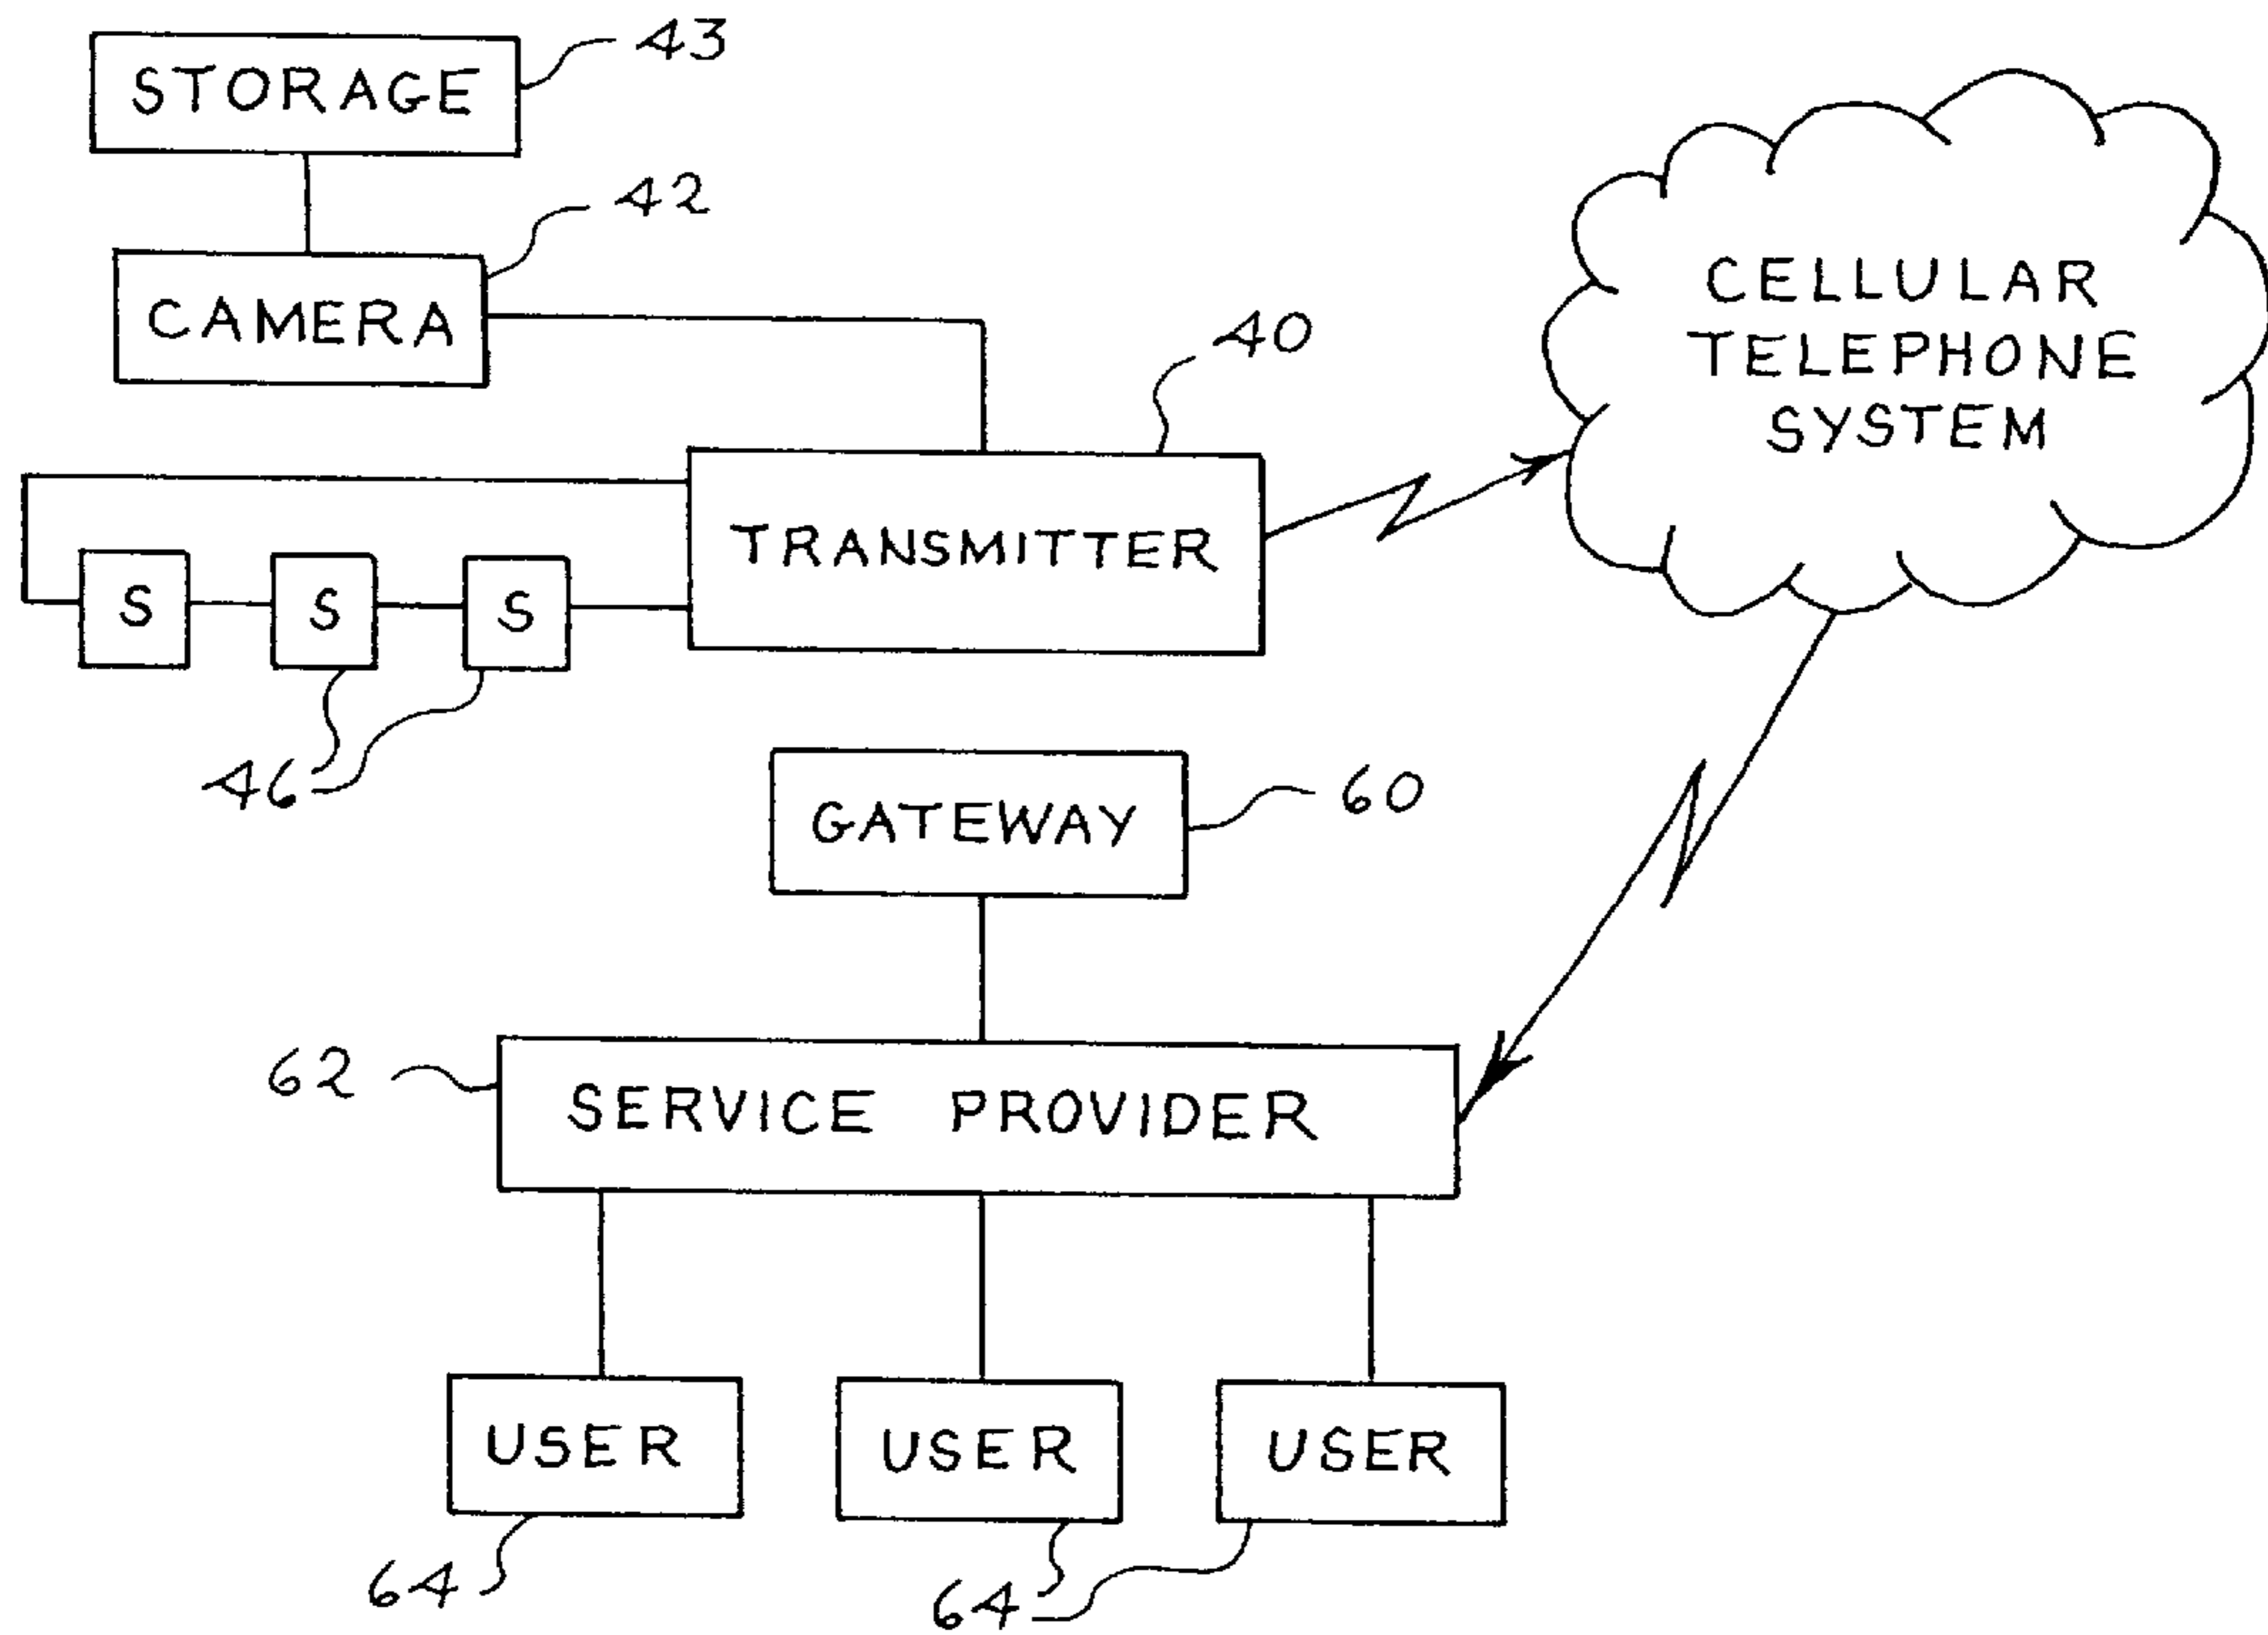 STORAGE
43
CAMERA
42
40
CELLULAR
TELEPHONE
SYSTEM
TRANSMITTER
S
S
S
46
GATEWAY
60
62
SERVICE PROVIDER
USER
USER
USER
64
64